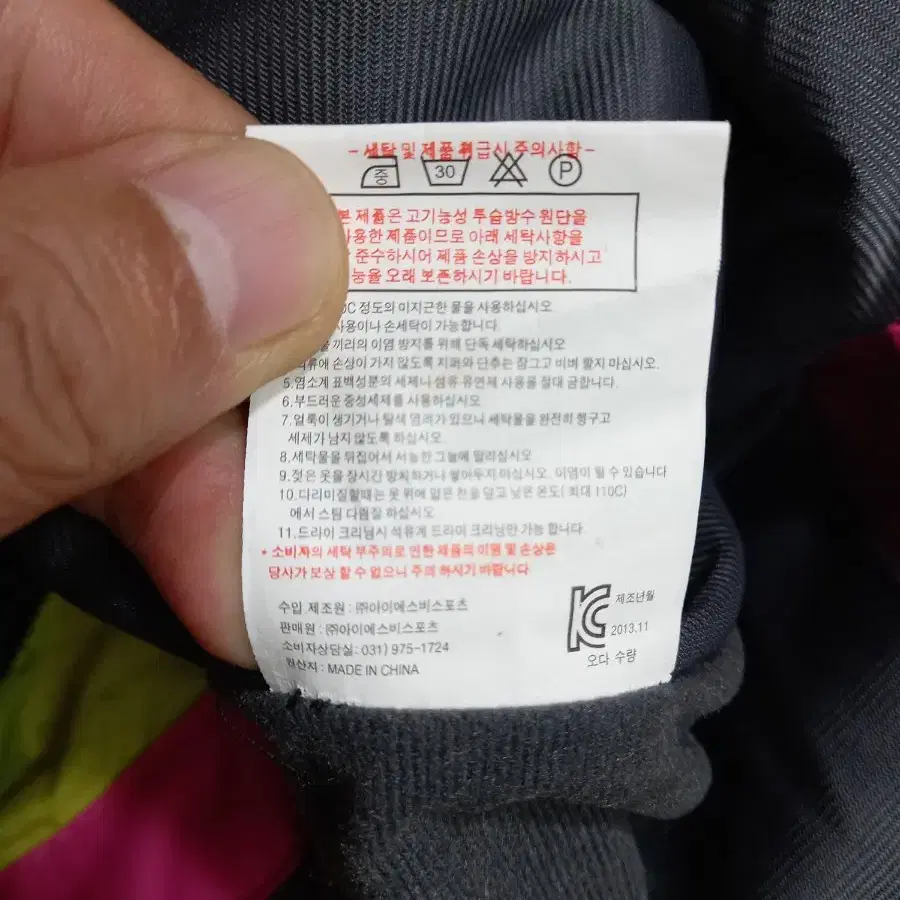 - 세탁 및 제품 취급시 주의사항 -
중 30 P
본 제품은 고기능성 투습방수 원단을
사용한 제품이므로 아래 세탁사항을
준수하시어 제품 손상을 방지하시고
능율 오래 보존하시기 바랍니다.
0C 정도의 미지근한 물을 사용하십시오
사용이나 손세탁이 가능합니다.
물 끼리의 이염 방지를 위해 단독 세탁하십시오
의류에 손상이 가지 않도록 지퍼와 단추는 잠그고 비벼 빨지 마십시오.
5.염소계 표백성분의 세제나 섬유 유연제 사용을 절대 금합니다.
6.부드러운 중성세제를 사용하십시오
7.얼룩이 생기거나 탈색 염려가 있으니 세탁물을 완전히 헹구고
세제가 남지 않도록 하십시오.
8.세탁물을 뒤집어서 서늘한 그늘에 말리십시오
9.젖은 옷을 장시간 방치하거나 쌓아두지 마십시오. 이염이 될 수 있습니다
10.다리미질할때는 옷 위에 얇은 천을 덮고 낮은 온도( 최대 110C)
에서 스팀 다림질 하십시오
11.드라이 크리닝시 석유계 드라이 크리닝만 가능 합니다.
* 소비자의 세탁 부주의로 인한 제품의 이염 및 손상은
당사가 보상 할 수 없으니 주의 하시기 바랍니다
수입 제조원 : ㈜아이에스비스포츠
판매원 : ㈜아이에스비스포츠
소비자상담실: 031) 975-1724
원산지: MADE IN CHINA
KC 제조년월
2013.11
오다 수량